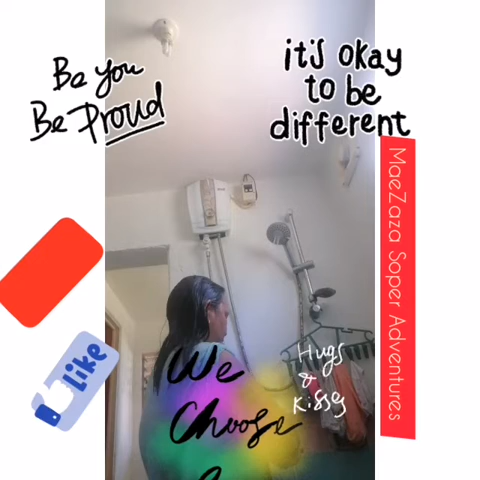 Be You
Be Proud
it's okay
to be
different
MaeZaza Soper Adventures
like
Hugs
&
Kisses
We
Choose